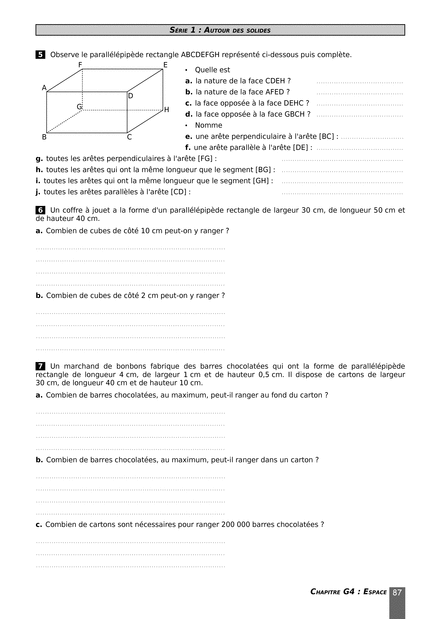 SÉRIE 1 : AUTOUR DES SOLIDES
5 Observe le parallélépipède rectangle ABCDEFGH représenté ci-dessous puis complète.
F E
A D
G H
B C
• Quelle est
a. la nature de la face CDEH ?
b. la nature de la face AFED ?
c. la face opposée à la face DEHC ?
d. la face opposée à la face GBCH ?
• Nomme
e. une arête perpendiculaire à l'arête [BC] :
f. une arête parallèle à l'arête [DE] :
g. toutes les arêtes perpendiculaires à l'arête [FG] :
h. toutes les arêtes qui ont la même longueur que le segment [BG] :
i. toutes les arêtes qui ont la même longueur que le segment [GH] :
j. toutes les arêtes parallèles à l'arête [CD] :
6 Un coffre à jouet a la forme d'un parallélépipède rectangle de largeur 30 cm, de longueur 50 cm et
de hauteur 40 cm.
a. Combien de cubes de côté 10 cm peut-on y ranger ?
b. Combien de cubes de côté 2 cm peut-on y ranger ?
7 Un marchand de bonbons fabrique des barres chocolatées qui ont la forme de parallélépipède
rectangle de longueur 4 cm, de largeur 1 cm et de hauteur 0,5 cm. Il dispose de cartons de largeur
30 cm, de longueur 40 cm et de hauteur 10 cm.
a. Combien de barres chocolatées, au maximum, peut-il ranger au fond du carton ?
b. Combien de barres chocolatées, au maximum, peut-il ranger dans un carton ?
c. Combien de cartons sont nécessaires pour ranger 200 000 barres chocolatées ?
CHAPITRE G4 : ESPACE 87